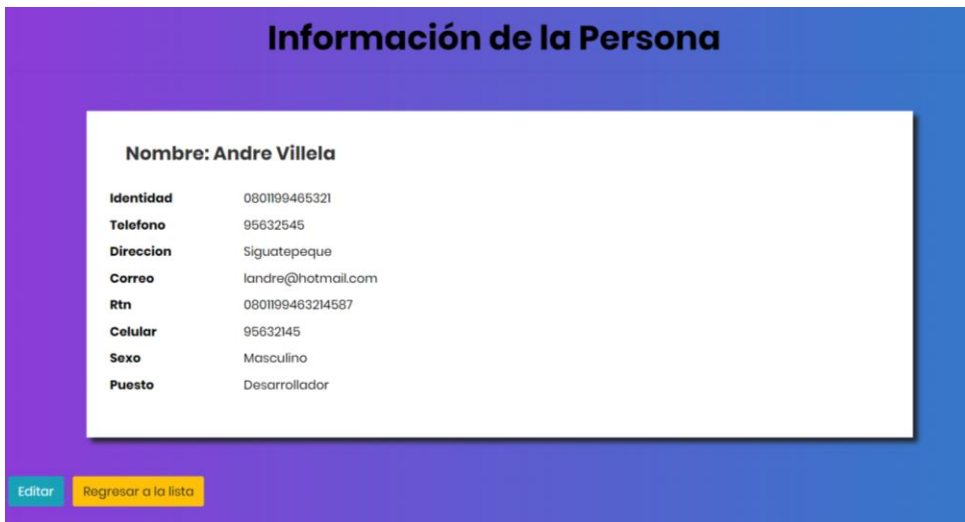 Información de la Persona
Nombre: Andre Villela
Identidad 0801199465321
Telefono 95632545
Direccion Siguatepeque
Correo landre@hotmail.com
Rtn 0801199463214587
Celular 95632145
Sexo Masculino
Puesto Desarrollador
Editar Regresar a la lista